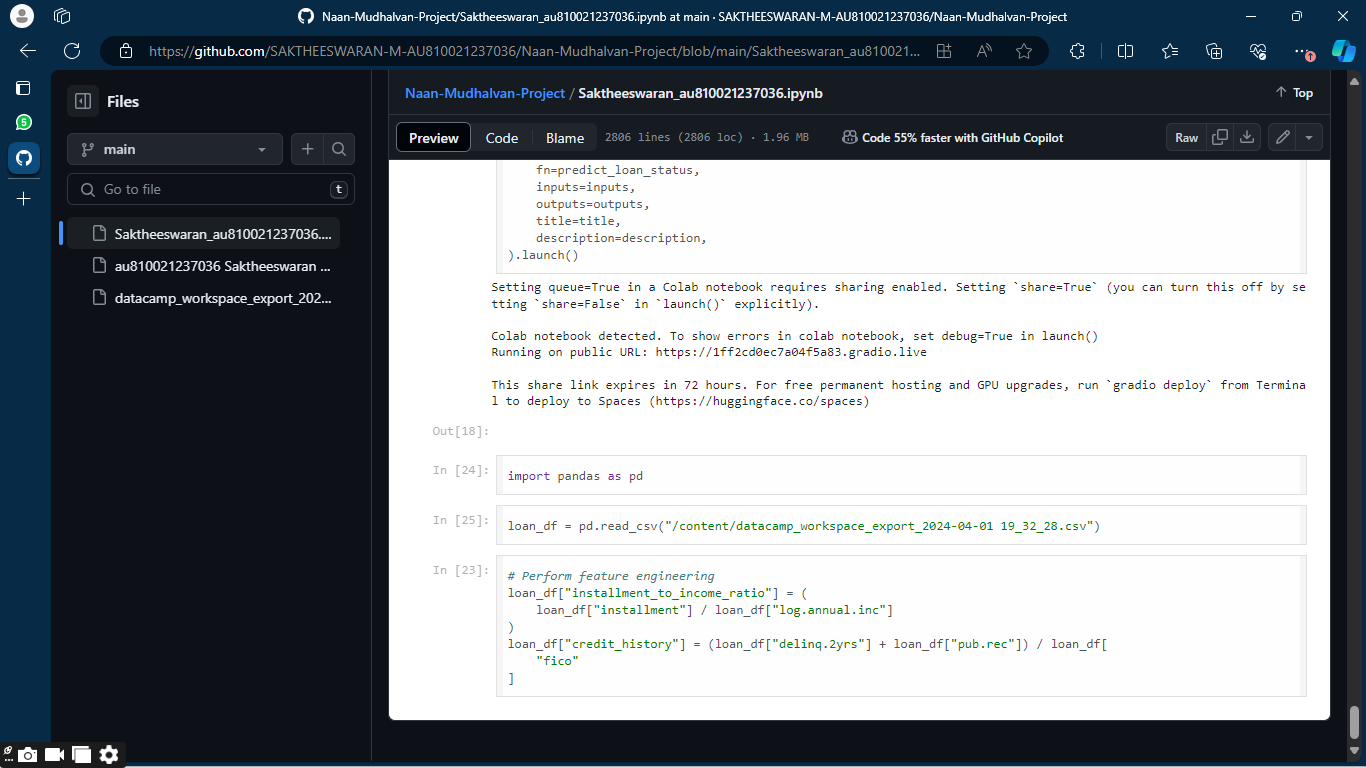 Naan-Mudhalvan-Project/Saktheeswaran_au810021237036.ipynb at main · SAKTHEESWARAN-M-AU810021237036/Naan-Mudhalvan-Project
https://github.com/SAKTHEESWARAN-M-AU810021237036/Naan-Mudhalvan-Project/blob/main/Saktheeswaran_au810021...
5
Files
main
Go to file
t
Saktheeswaran_au810021237036....
au810021237036 Saktheeswaran ...
datacamp_workspace_export_202...
Naan-Mudhalvan-Project / Saktheeswaran_au810021237036.ipynb
Top
Preview Code Blame 2806 lines (2806 loc) · 1.96 MB Code 55% faster with GitHub Copilot Raw
fn=predict_loan_status,
inputs=inputs,
outputs=outputs,
title=title,
description=description,
).launch()
Setting queue=True in a Colab notebook requires sharing enabled. Setting `share=True` (you can turn this off by se
tting `share=False` in `launch()` explicitly).
Colab notebook detected. To show errors in colab notebook, set debug=True in launch()
Running on public URL: https://1ff2cd0ec7a04f5a83.gradio.live
This share link expires in 72 hours. For free permanent hosting and GPU upgrades, run `gradio deploy` from Termina
l to deploy to Spaces (https://huggingface.co/spaces)
Out[18]:
In [24]:
import pandas as pd
In [25]:
loan_df = pd.read_csv("/content/datacamp_workspace_export_2024-04-01 19_32_28.csv")
In [23]:
# Perform feature engineering
loan_df["installment_to_income_ratio"] = (
loan_df["installment"] / loan_df["log.annual.inc"]
)
loan_df["credit_history"] = (loan_df["delinq.2yrs"] + loan_df["pub.rec"]) / loan_df[
"fico"
]